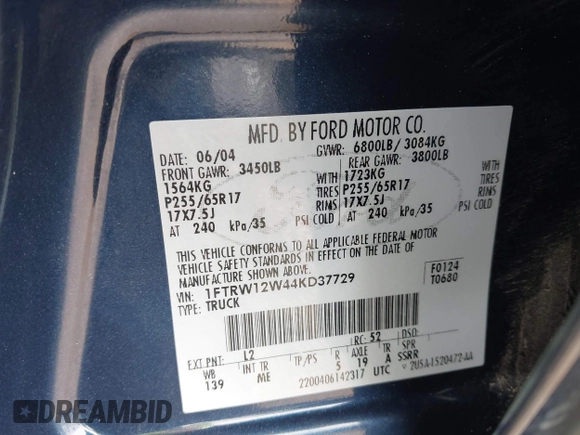 MFD. BY FORD MOTOR CO.
DATE: 06/04 GVWR: 6800LB/ 3084KG
FRONT GAWR: 3450LB REAR GAWR: 3800LB
1564KG 1723KG
P255/65R17 TIRES P255/65R17
17X7.5J RIMS 17X7.5J
AT 240 kPa/35 PSI COLD AT 240 kPa/35 PSI COLD
THIS VEHICLE CONFORMS TO ALL APPLICABLE FEDERAL MOTOR
VEHICLE SAFETY STANDARDS IN EFFECT ON THE DATE OF
MANUFACTURE SHOWN ABOVE.
VIN: 1FTRW12W44KD37729 F0124
TYPE: TRUCK T0680
EXT PNT: L2 RC: 52 DSO:
WB INT TR TP/PS R AXLE TR SPR
139 ME 5 19 A SSRR
2200406142317 UTC 2U5A-1520472-AA
DREAMBID